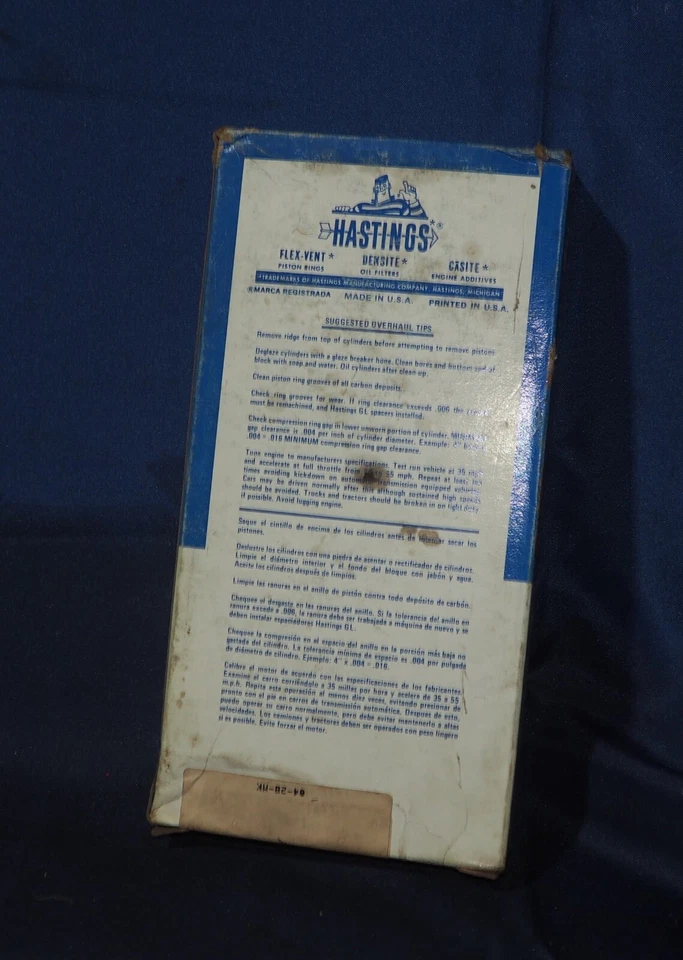 HASTINGS*®
FLEX-VENT* DENSITE* CASITE*
PISTON RINGS OIL FILTERS ENGINE ADDITIVES
*TRADEMARKS OF HASTINGS MANUFACTURING COMPANY, HASTINGS, MICHIGAN
®MARCA REGISTRADA MADE IN U.S.A. PRINTED IN U.S.A.
SUGGESTED OVERHAUL TIPS
Remove ridge from top of cylinders before attempting to remove pistons
Deglaze cylinders with a glaze breaker hone. Clean bores and bottom end of
block with soap and water. Oil cylinders after clean up.
Clean piston ring grooves of all carbon deposits.
Check ring grooves for wear. If ring clearance exceeds .006 the
must be remachined, and Hastings GL spacers installed.
Check compression ring gap in lower unworn portion of cylinder.
gap clearance is .004 per inch of cylinder diameter. Example: 4"
.004 = .016 MINIMUM compression ring gap clearance.
Tune engine to manufacturers specifications. Test run vehicle at 35
and accelerate at full throttle from 55 mph. Repeat at least
times avoiding kickdown on transmission equipped
Cars may be driven normally after this although sustained high
should be avoided. Trucks and tractors should be broken in on light
if possible. Avoid lugging engine.
Saque el cintillo de encima de los cilindros antes de intentar sacar los
pistones.
Deslustre los cilindros con una piedra de asentar o rectificador de cilindros.
Limpie el diámetro interior y el fondo del bloque con jabón y agua.
Aceite los cilindros después de limpios.
Limpie las ranuras en el anillo de pistón contra todo depósito de carbón.
Chequee el desgaste en las ranuras del anillo. Si la tolerancia del anillo en
ranura excede a .006, la ranura debe ser trabajada a máquina de nuevo y se
deben instalar espaciadores Hastings GL.
Chequee la compresión en el espacio del anillo en la porción más baja no
gastada del cilindro. La tolerancia mínima de espacio es .004 por pulgada
de diámetro de cilindro. Ejemplo: 4" x .004 = .016.
Calibre el motor de acuerdo con las especificaciones de los fabricantes.
Examine el carro corriéndolo a 35 millas por hora y acelere de 35 a 55
m.p.h. Repita esta operación al menos diez veces, evitando presionar de
pronto con el pie en carros de transmisión automática. Despues de esto,
puede operar su carro normalmente, pero debe evitar mantenerlo a altas
velocidades. Los camiones y tractores deben ser operados con peso ligero
si es posible. Evite forzar el motor.
04-28-MK